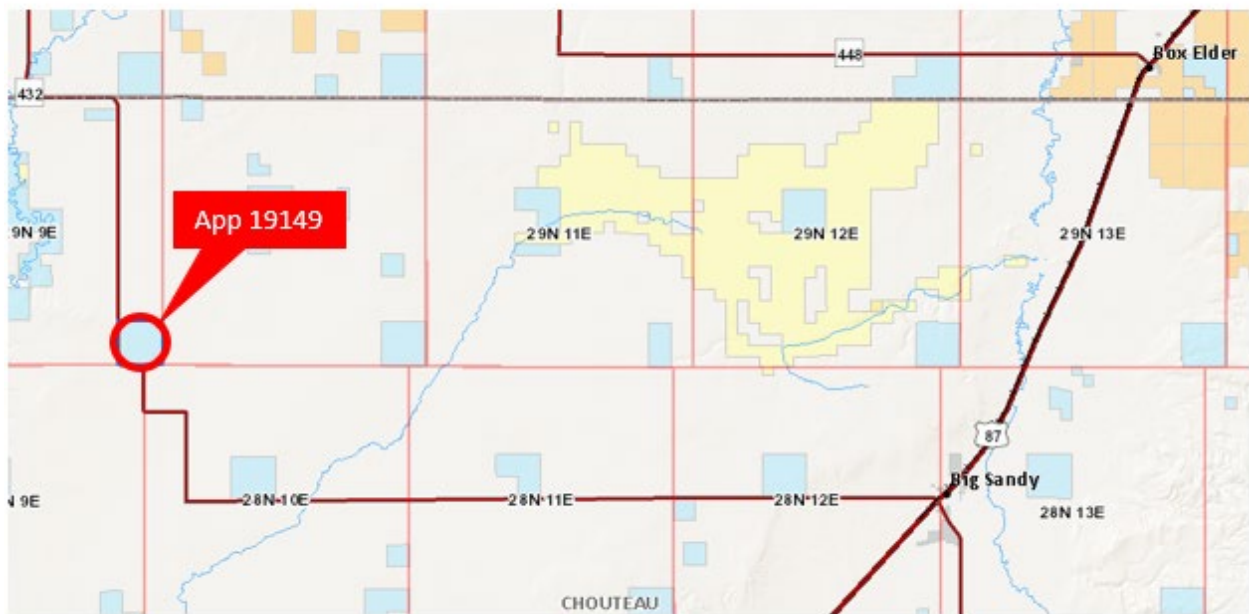 448
Box Elder
432
App 19149
9N 9E
29N 11E
29N 12E
29N 13E
87
Big Sandy
N 9E
28N 10E
28N 11E
28N 12E
28N 13E
CHOUTEAU